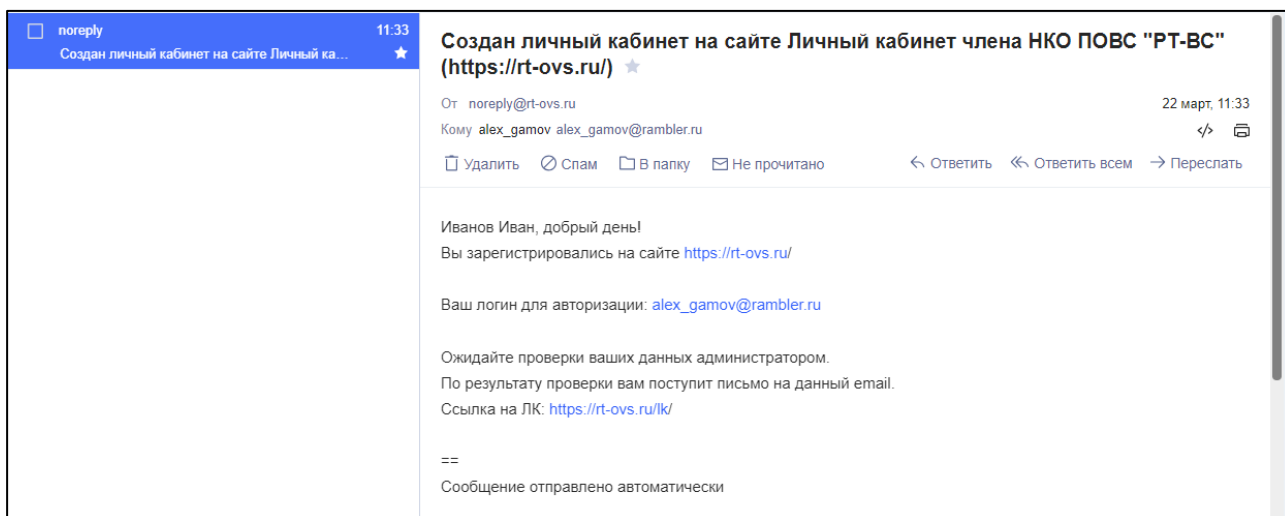 noreply 11:33
Создан личный кабинет на сайте Личный ка...
Создан личный кабинет на сайте Личный кабинет члена НКО ПОВС "РТ-ВС"
(https://rt-ovs.ru/)
От noreply@rt-ovs.ru 22 март, 11:33
Кому alex_gamov alex_gamov@rambler.ru
Удалить Спам В папку Не прочитано Ответить Ответить всем Переслать
Иванов Иван, добрый день!
Вы зарегистрировались на сайте https://rt-ovs.ru/
Ваш логин для авторизации: alex_gamov@rambler.ru
Ожидайте проверки ваших данных администратором.
По результату проверки вам поступит письмо на данный email.
Ссылка на ЛК: https://rt-ovs.ru/lk/
==
Сообщение отправлено автоматически